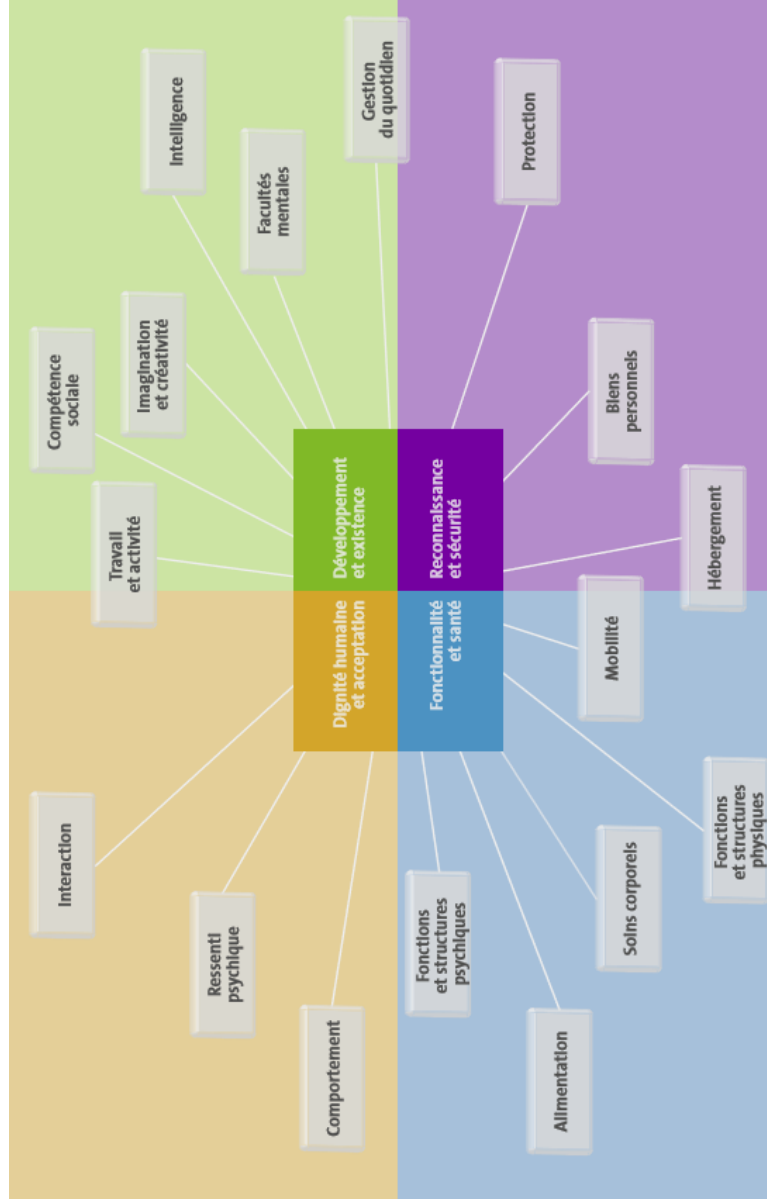 Interaction
Ressenti
psychique
Comportement
Travail
et activité
Compétence
sociale
Imagination
et créativité
Intelligence
Facultés
mentales
Gestion
du quotidien
Dignité humaine
et acceptation
Développement
et existence
Fonctionnalité
et santé
Reconnaissance
et sécurité
Fonctions
et structures
psychiques
Alimentation
Soins corporels
Fonctions
et structures
physiques
Mobilité
Hébergement
Biens
personnels
Protection